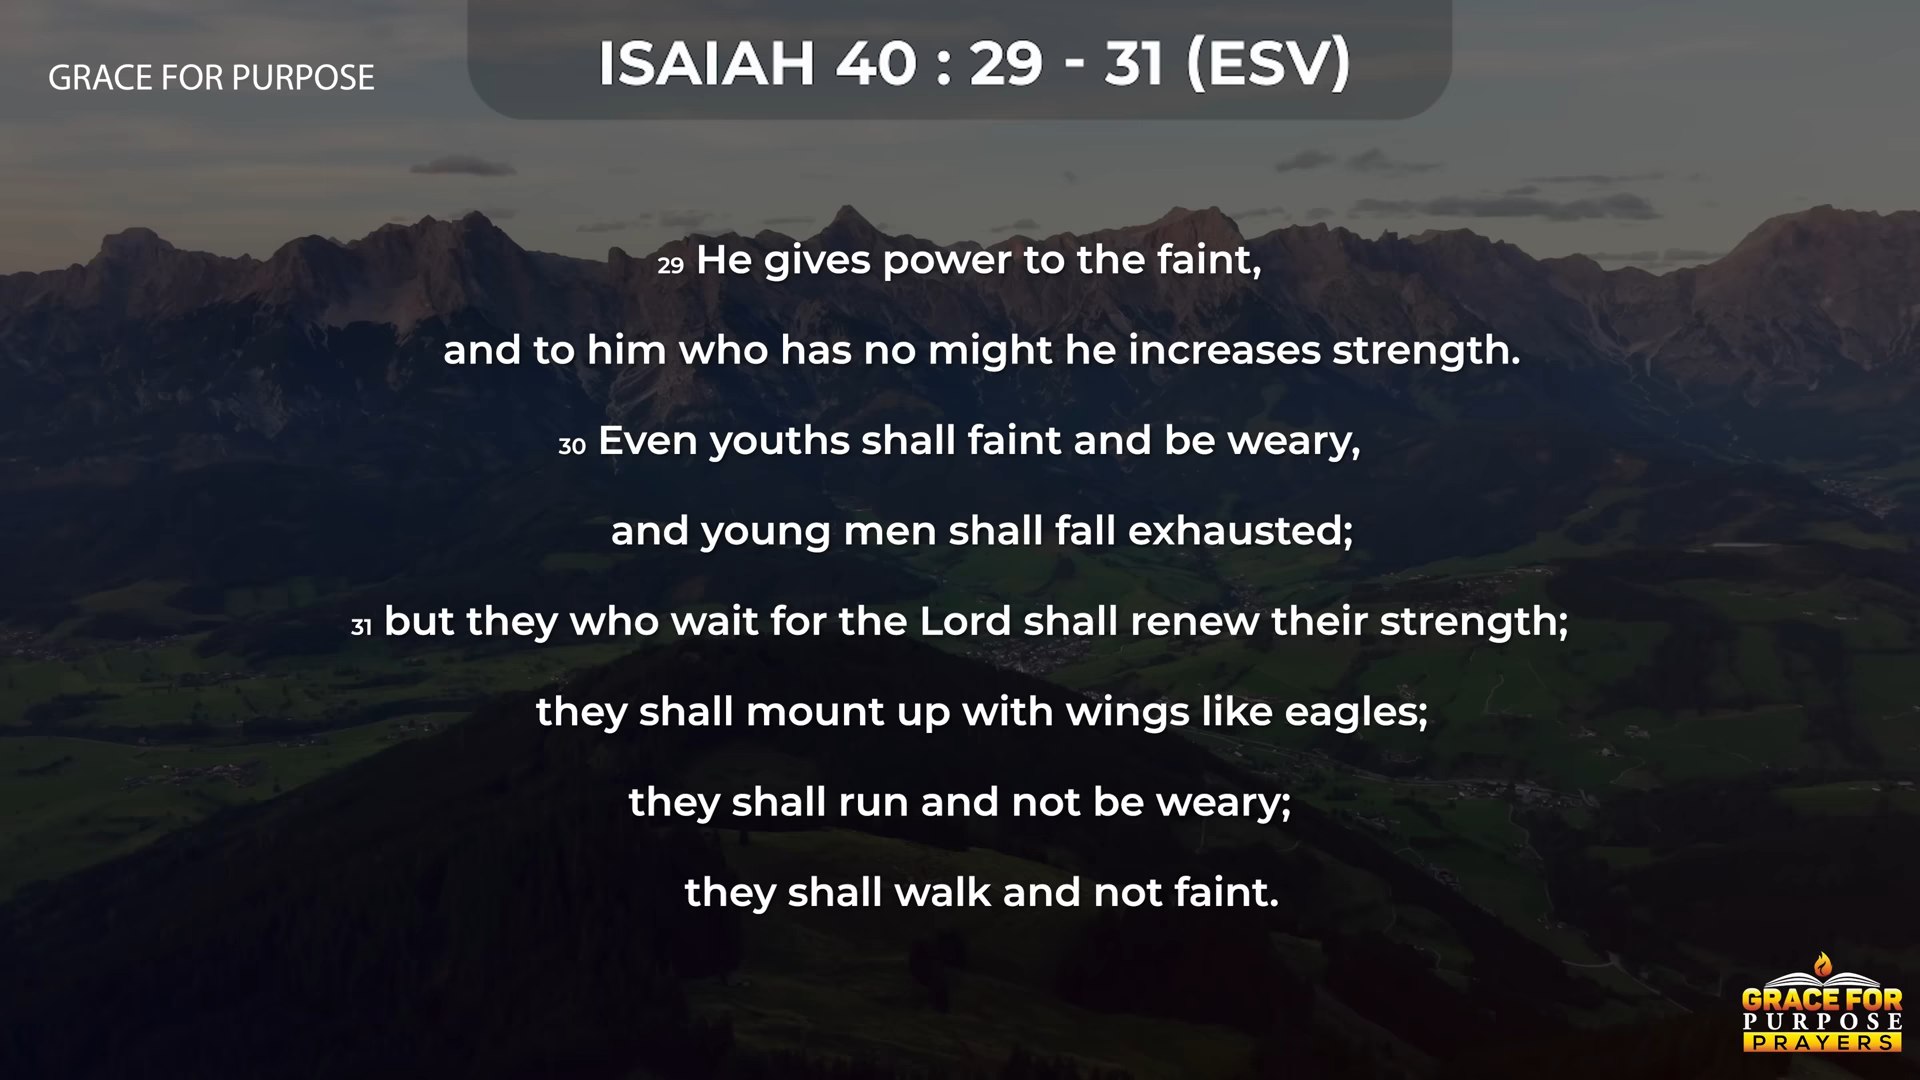 GRACE FOR PURPOSE
ISAIAH 40 : 29 - 31 (ESV)
29 He gives power to the faint,
and to him who has no might he increases strength.
30 Even youths shall faint and be weary,
and young men shall fall exhausted;
31 but they who wait for the Lord shall renew their strength;
they shall mount up with wings like eagles;
they shall run and not be weary;
they shall walk and not faint.
GRACE FOR
PURPOSE
PRAYERS